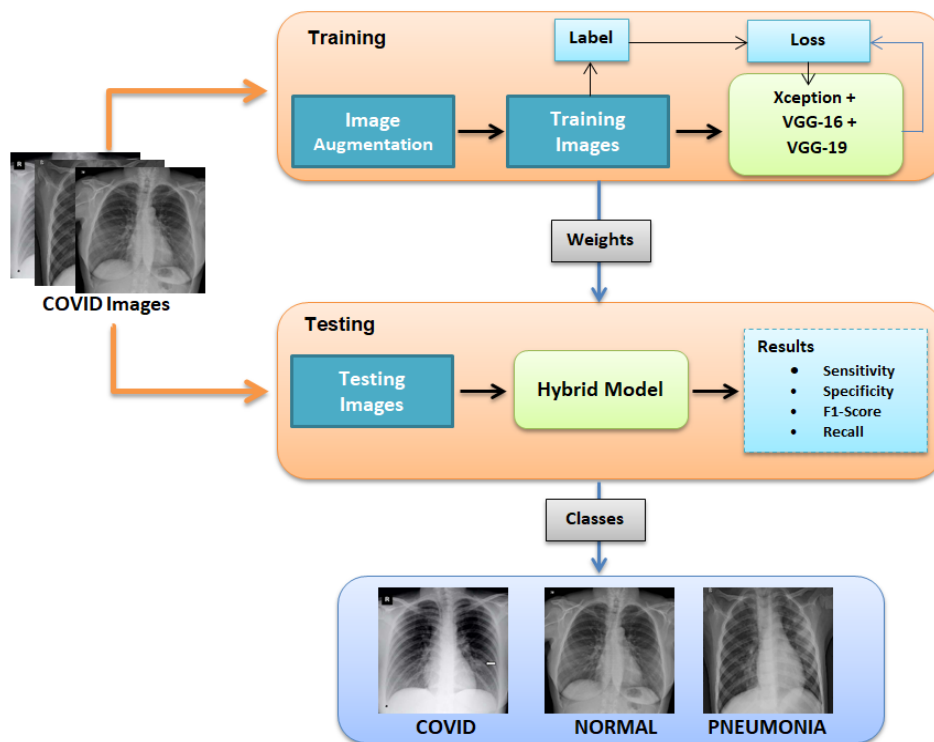 Training
Label
Loss
Image
Augmentation
Training
Images
Xception +
VGG-16 +
VGG-19
R
COVID Images
Weights
Testing
Testing
Images
Hybrid Model
Results
• Sensitivity
• Specificity
• F1-Score
• Recall
Classes
R
COVID
NORMAL
PNEUMONIA